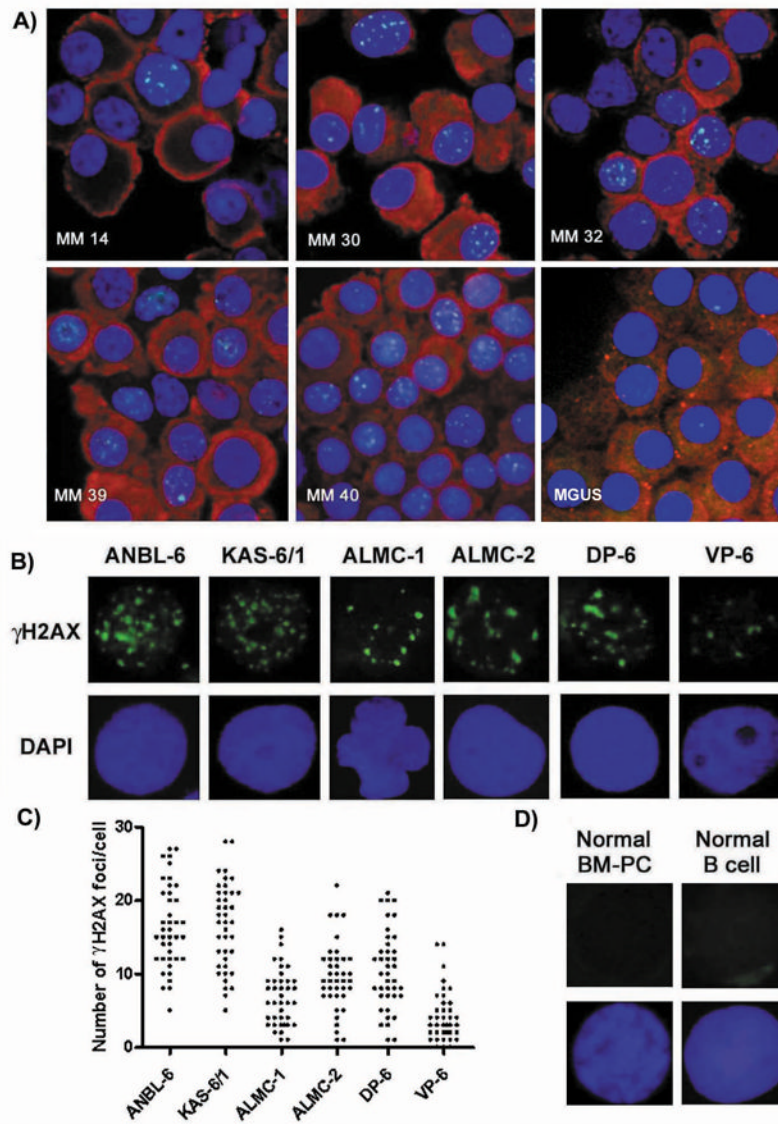 A)
MM 14
MM 30
MM 32
MM 39
MM 40
MGUS
B)
ANBL-6 KAS-6/1 ALMC-1 ALMC-2 DP-6 VP-6
γH2AX
DAPI
C)
Number of γH2AX foci/cell
30
20
10
0
ANBL-6
KAS-6/1
ALMC-1
ALMC-2
DP-6
VP-6
D)
Normal BM-PC
Normal B cell